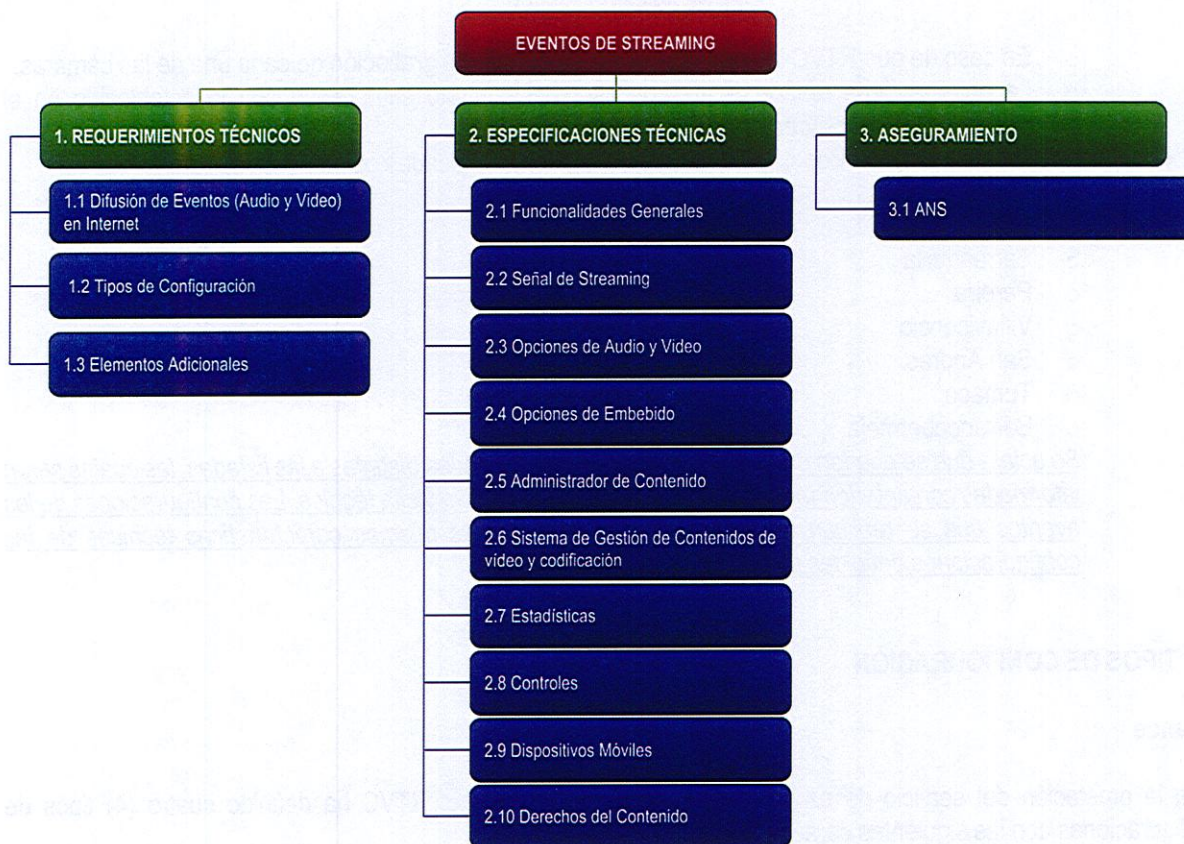 EVENTOS DE STREAMING
1. REQUERIMIENTOS TÉCNICOS
1.1 Difusión de Eventos (Audio y Video)
en Internet
1.2 Tipos de Configuración
1.3 Elementos Adicionales
2. ESPECIFICACIONES TÉCNICAS
2.1 Funcionalidades Generales
2.2 Señal de Streaming
2.3 Opciones de Audio y Video
2.4 Opciones de Embebido
2.5 Administrador de Contenido
2.6 Sistema de Gestión de Contenidos de
vídeo y codificación
2.7 Estadísticas
2.8 Controles
2.9 Dispositivos Móviles
2.10 Derechos del Contenido
3. ASEGURAMIENTO
3.1 ANS